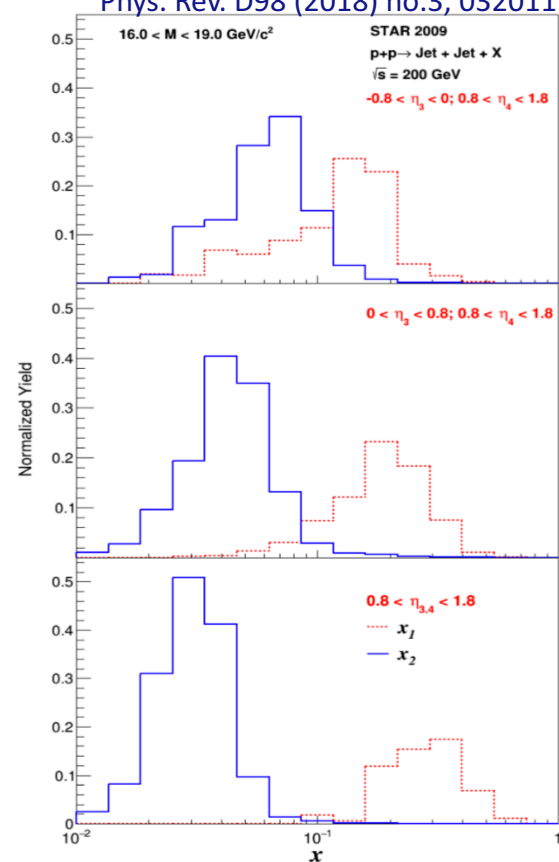 Phys. Rev. D98 (2018) no.3, 032011
16.0 < M < 19.0 GeV/c²
STAR 2009
p+p→ Jet + Jet + X
√s = 200 GeV
-0.8 < η₃ < 0; 0.8 < η₄ < 1.8
0.5
0.4
0.3
0.2
0.1
0 < η₃ < 0.8; 0.8 < η₄ < 1.8
0.5
0.4
0.3
0.2
0.1
Normalized Yield
0.8 < η₃,₄ < 1.8
x₁
x₂
0.5
0.4
0.3
0.2
0.1
0
10⁻²
10⁻¹
1
x